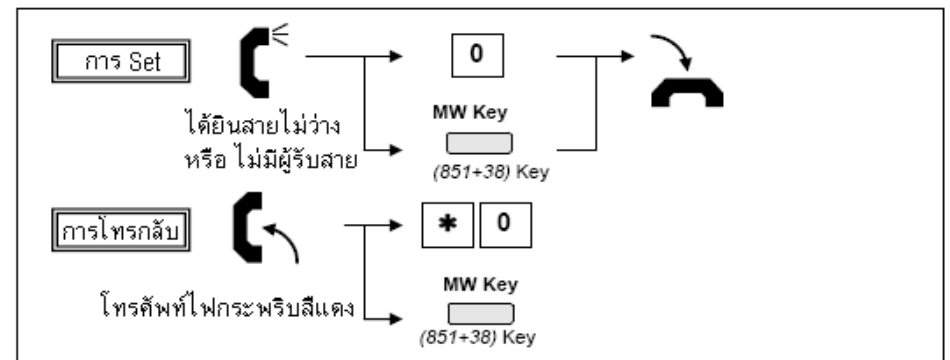 การ Set
0
ได้ยินสายไม่ว่าง
หรือ ไม่มีผู้รับสาย
MW Key
(851+38) Key
การโทรกลับ
* 0
โทรศัพท์ไฟกระพริบสีแดง
MW Key
(851+38) Key